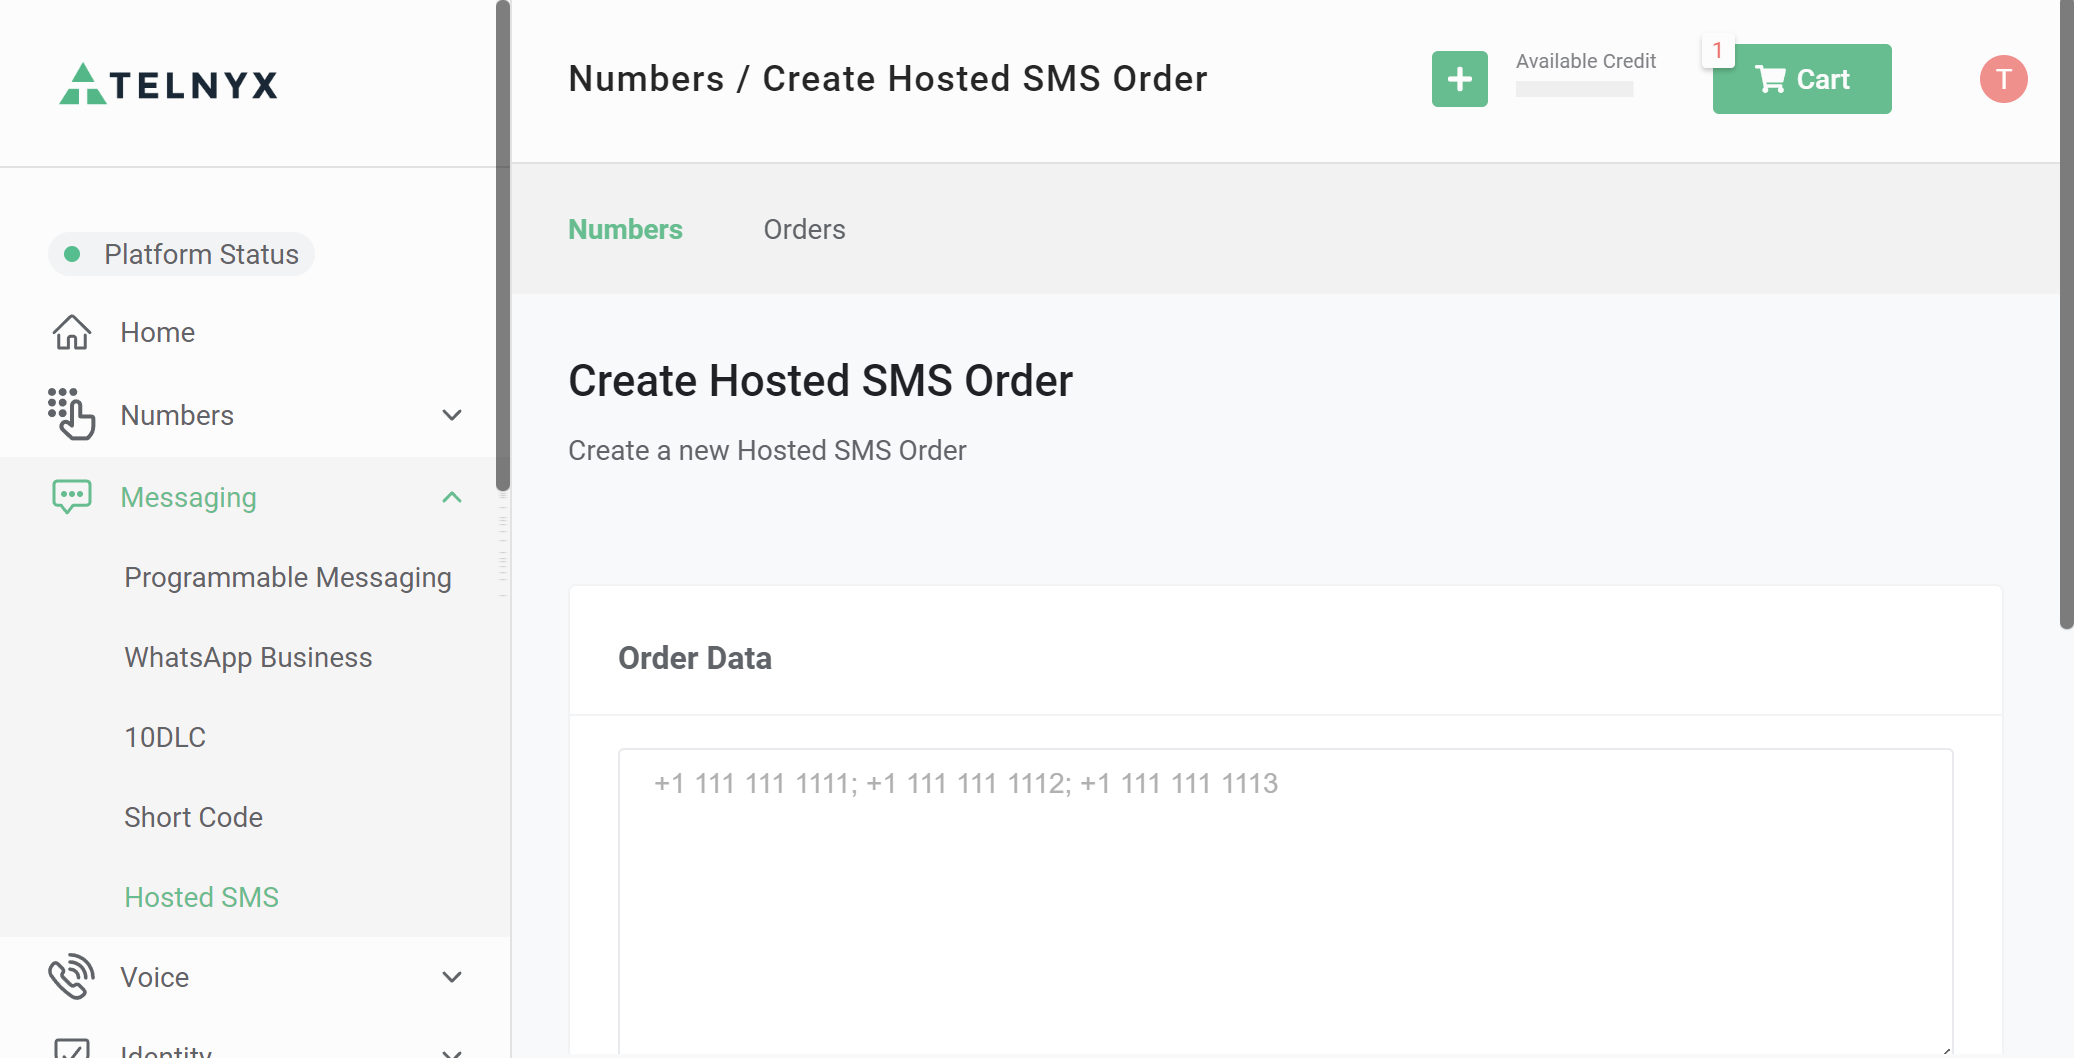 TELNYX
Numbers / Create Hosted SMS Order
Available Credit
1
Cart
T
Platform Status
Home
Numbers
Messaging
Programmable Messaging
WhatsApp Business
10DLC
Short Code
Hosted SMS
Voice
Identity
Numbers
Orders
Create Hosted SMS Order
Create a new Hosted SMS Order
Order Data
+1 111 111 1111; +1 111 111 1112; +1 111 111 1113